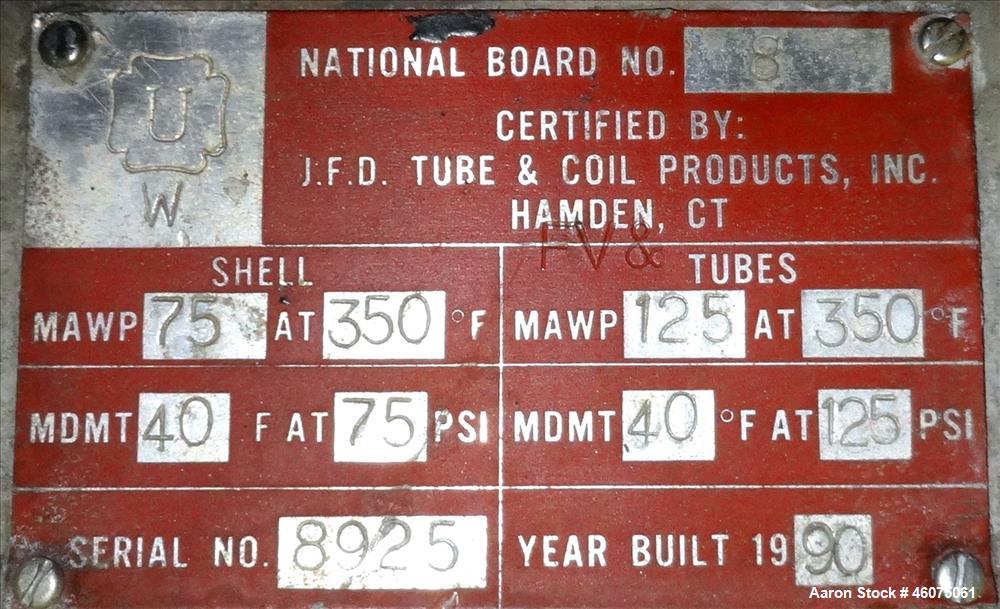 U
W
NATIONAL BOARD NO. 8
CERTIFIED BY:
J.F.D. TUBE & COIL PRODUCTS, INC.
HAMDEN, CT
FV&
SHELL
MAWP 75 AT 350 °F
MDMT 40 F AT 75 PSI
TUBES
MAWP 125 AT 350 °F
MDMT 40 °F AT 125 PSI
SERIAL NO. 8925
YEAR BUILT 1990
Aaron Stock # 46075061